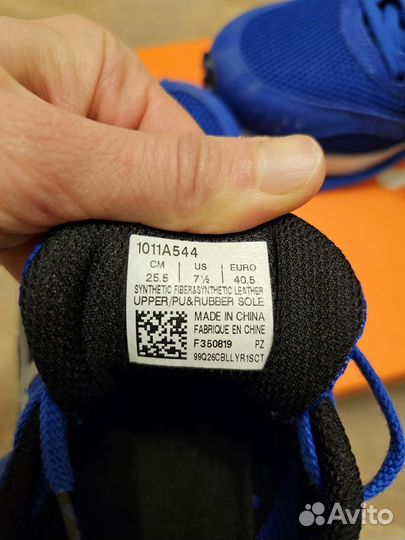 1011A544
CM US EURO
25.5 7½ 40.5
SYNTHETIC FIBER&SYNTHETIC LEATHER
UPPER/PU&RUBBER SOLE
MADE IN CHINA
FABRIQUE EN CHINE
F350819 PZ
99Q26CBLLYR1SCT
Avito